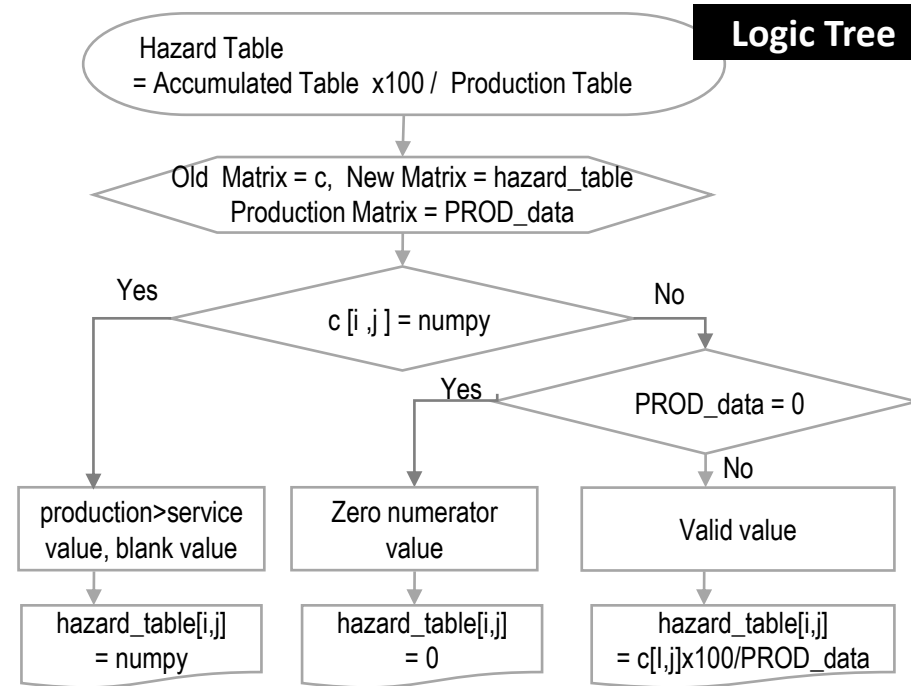 Logic Tree
Hazard Table
= Accumulated Table x100 / Production Table
Old Matrix = c, New Matrix = hazard_table
Production Matrix = PROD_data
Yes
No
c [i ,j ] = numpy
Yes
PROD_data = 0
No
production>service
value, blank value
Zero numerator
value
Valid value
hazard_table[i,j]
= numpy
hazard_table[i,j]
= 0
hazard_table[i,j]
= c[I,j]x100/PROD_data